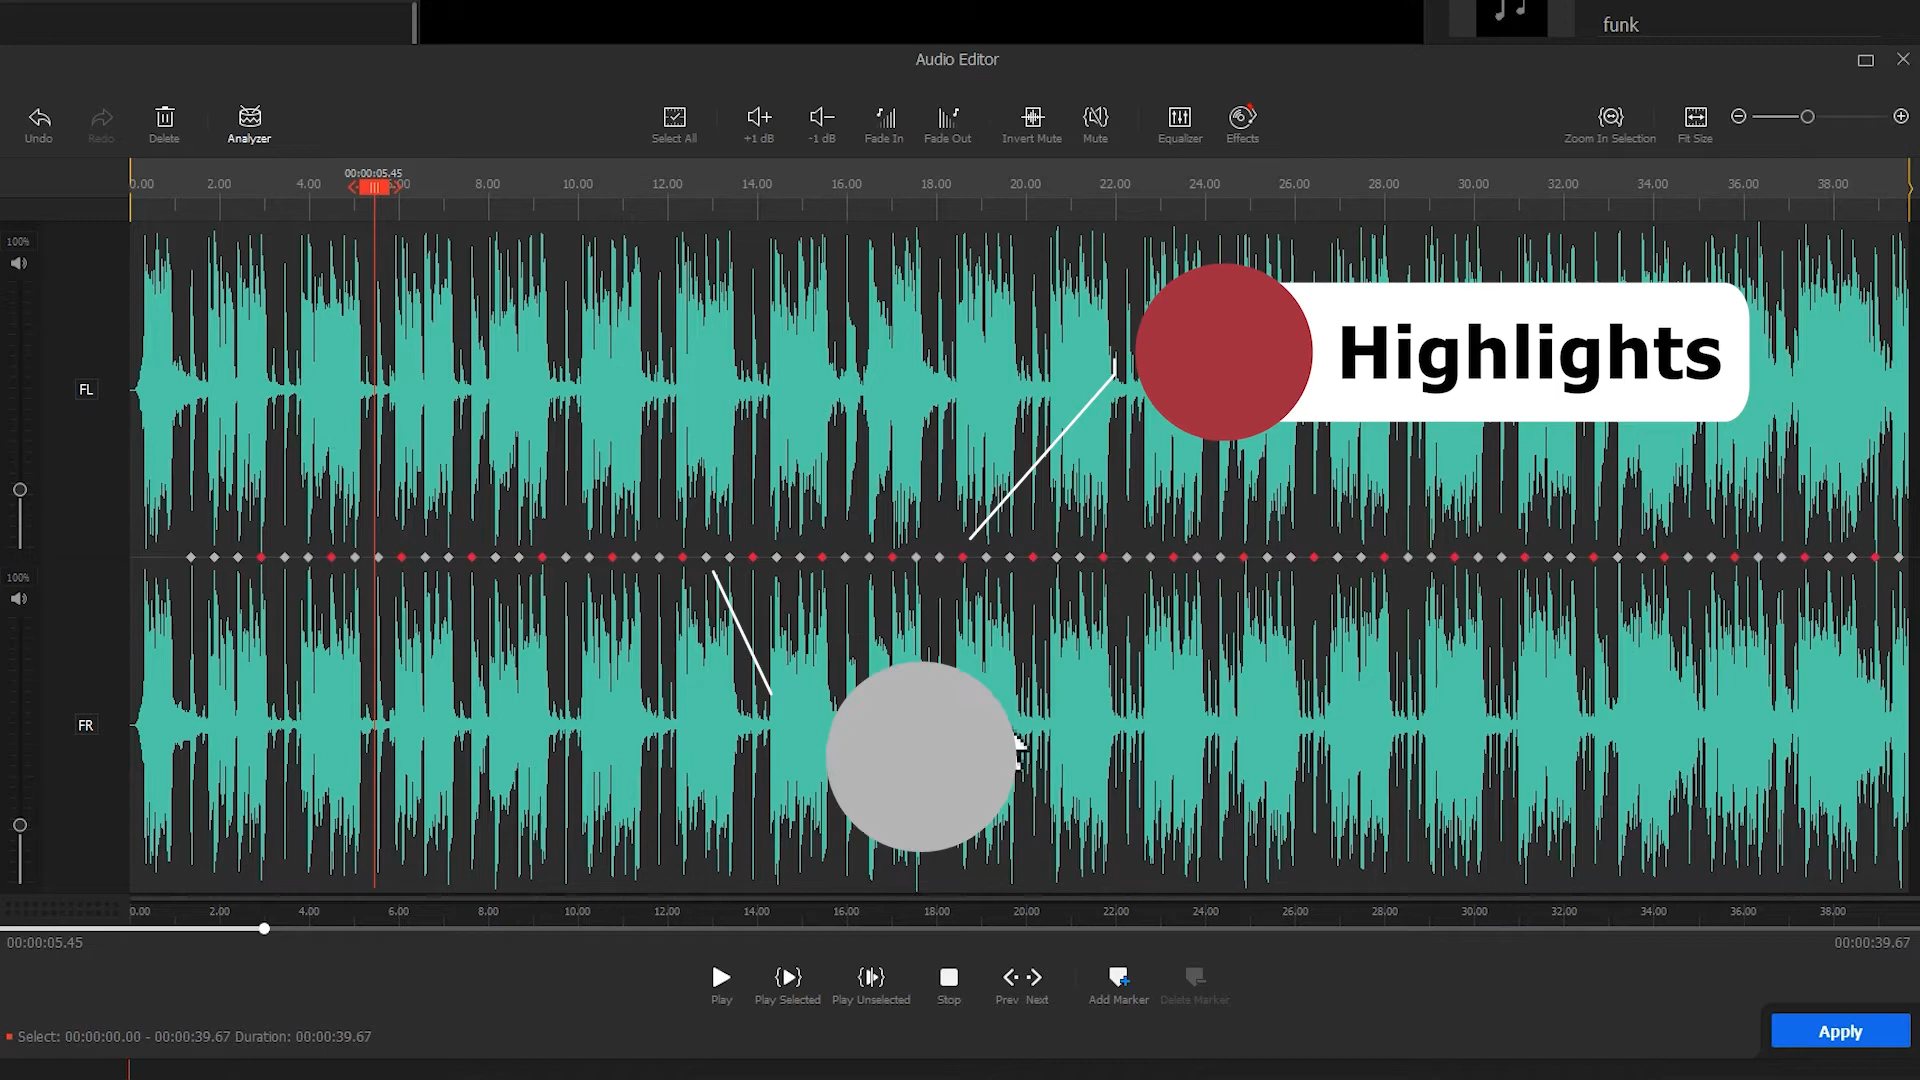 funk
Audio Editor
Undo
Redo
Delete
Analyzer
Select All
+1 dB
-1 dB
Fade In
Fade Out
Invert Mute
Mute
Equalizer
Effects
Zoom In Selection
Fit Size
00:00:05.45
0.00 2.00 4.00 8.00 10.00 12.00 14.00 16.00 18.00 20.00 22.00 24.00 26.00 28.00 30.00 32.00 34.00 36.00 38.00
100%
Highlights
FL
100%
FR
0.00 2.00 4.00 6.00 8.00 10.00 12.00 14.00 16.00 18.00 20.00 22.00 24.00 26.00 28.00 30.00 32.00 34.00 36.00 38.00
00:00:05.45
00:00:39.67
Play
Play Selected
Play Unselected
Stop
Prev
Next
Add Marker
Delete Marker
Select: 00:00:00.00 - 00:00:39.67 Duration: 00:00:39.67
Apply